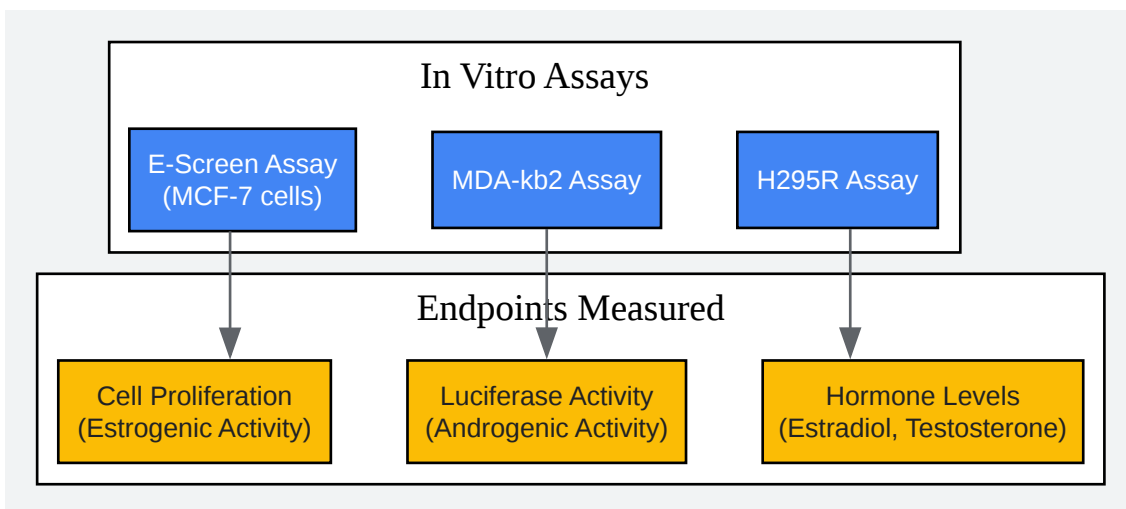 In Vitro Assays
E-Screen Assay
(MCF-7 cells)
MDA-kb2 Assay
H295R Assay
Endpoints Measured
Cell Proliferation
(Estrogenic Activity)
Luciferase Activity
(Androgenic Activity)
Hormone Levels
(Estradiol, Testosterone)